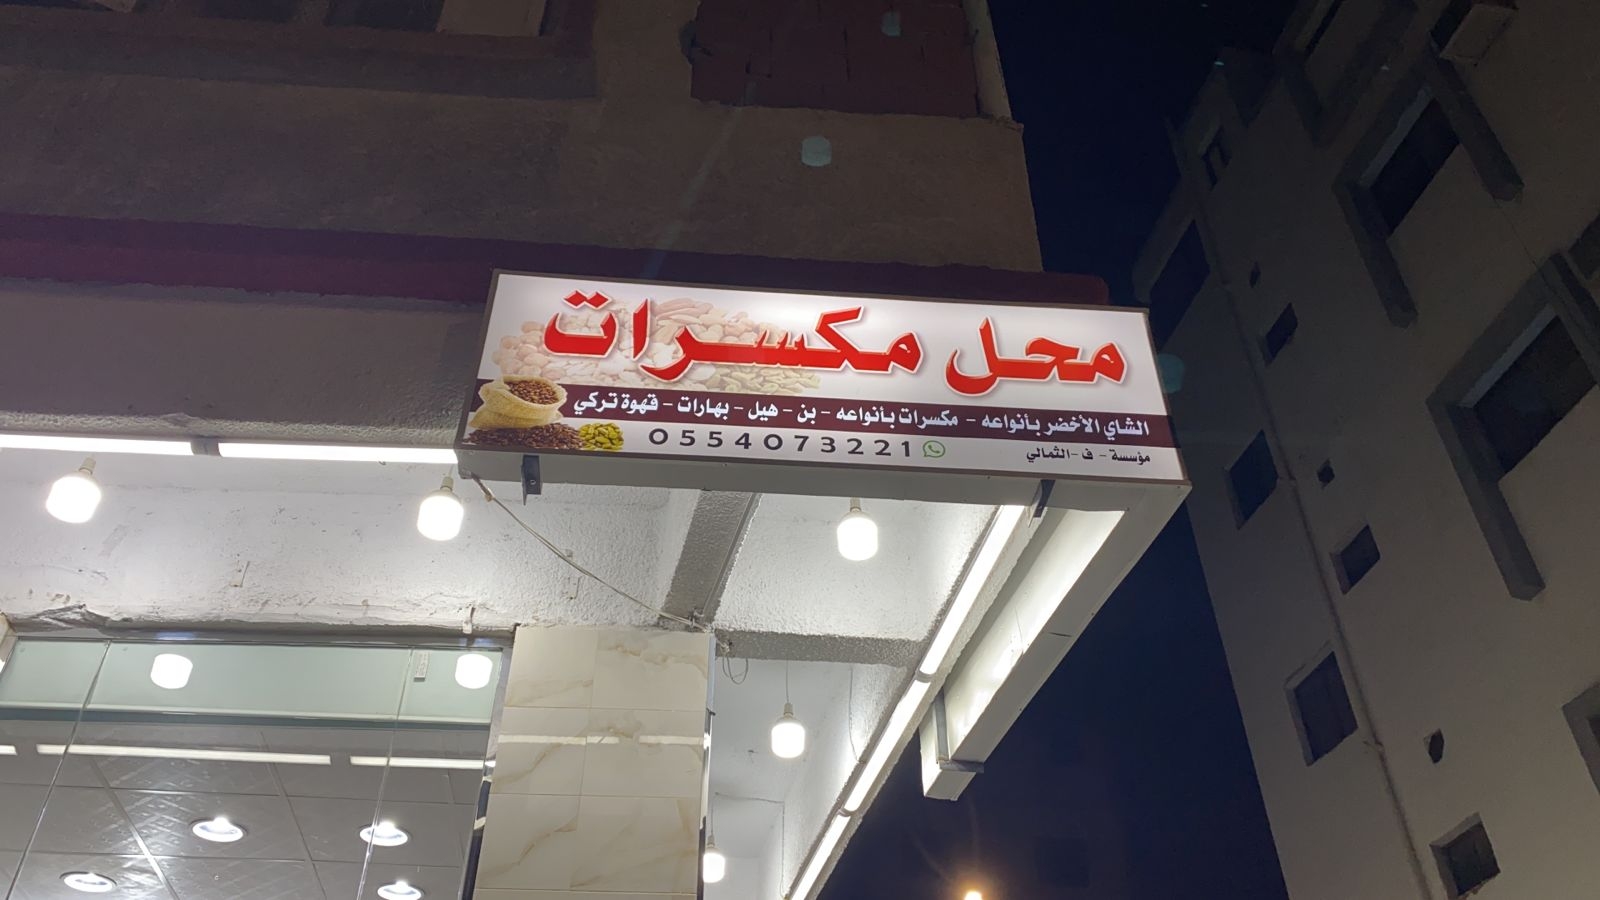 محل مكسرات
الشاي الأخضر بأنواعه - مكسرات بأنواعه - بن - هيل - بهارات - قهوة تركي
0554073221
مؤسسة - ف - الثمالي